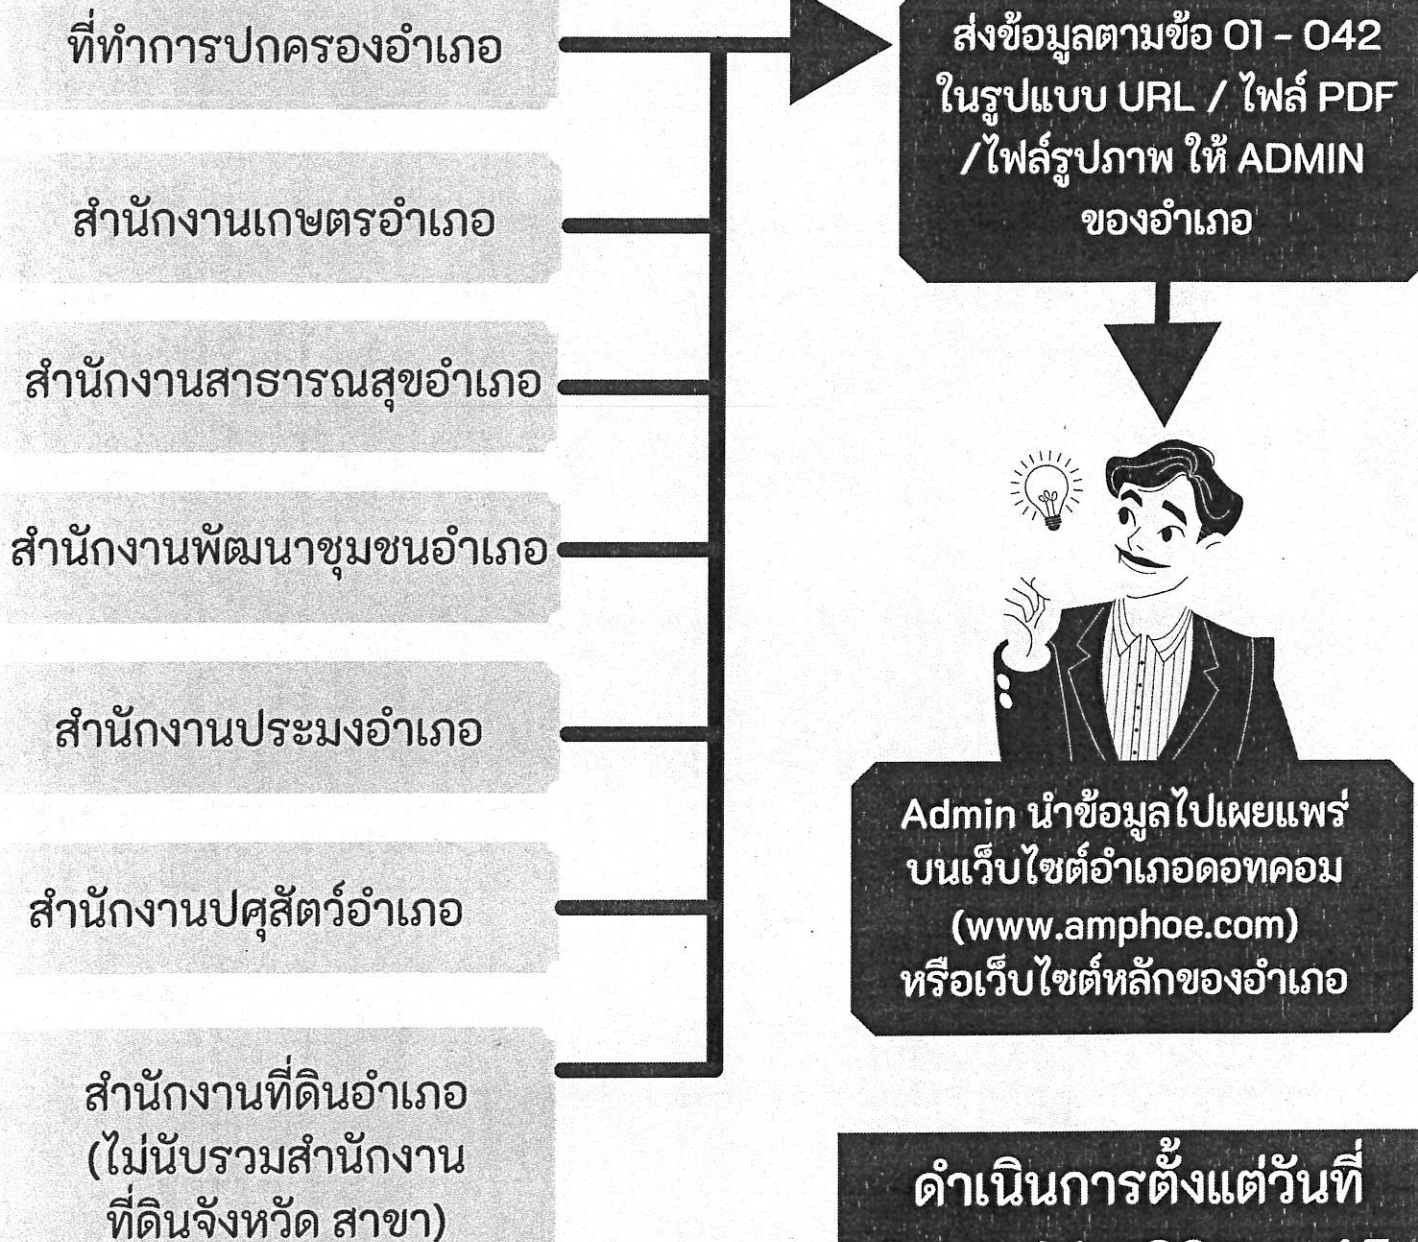 ที่ทำการปกครองอำเภอ
สำนักงานเกษตรอำเภอ
สำนักงานสาธารณสุขอำเภอ
สำนักงานพัฒนาชุมชนอำเภอ
สำนักงานประมงอำเภอ
สำนักงานปศุสัตว์อำเภอ
สำนักงานที่ดินอำเภอ
(ไม่นับรวมสำนักงาน
ที่ดินจังหวัด สาขา)
ส่งข้อมูลตามข้อ O1 - O42
ในรูปแบบ URL / ไฟล์ PDF
/ไฟล์รูปภาพ ให้ ADMIN
ของอำเภอ
Admin นำข้อมูลไปเผยแพร่
บนเว็บไซต์อำเภอดอทคอม
(www.amphoe.com)
หรือเว็บไซต์หลักของอำเภอ
ดำเนินการตั้งแต่วันที่